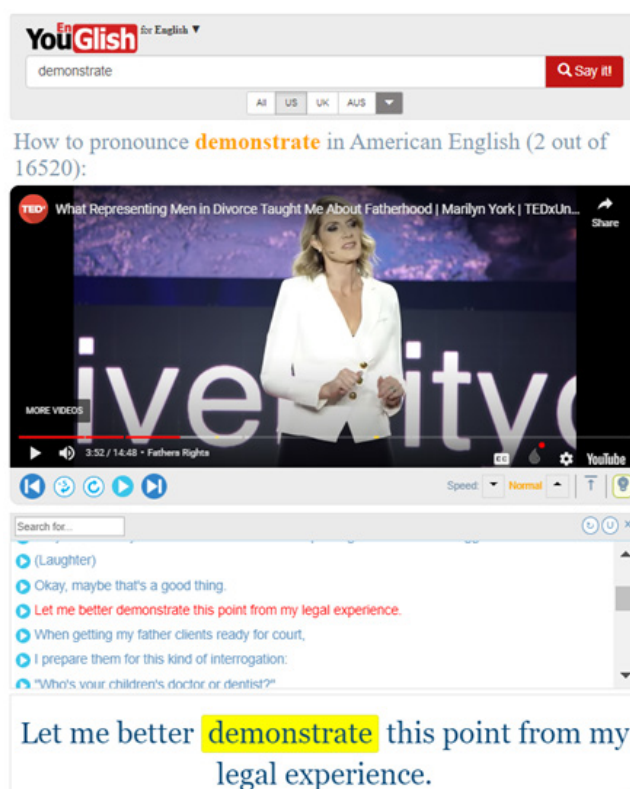 YouGlish En for English ▼
demonstrate Say it!
All US UK AUS
How to pronounce demonstrate in American English (2 out of
16520):
TED What Representing Men in Divorce Taught Me About Fatherhood | Marilyn York | TEDxUn...
Share
iversityo
MORE VIDEOS
3:52 / 14:48 • Fathers Rights CC YouTube
Speed: Normal
Search for...
(Laughter)
Okay, maybe that's a good thing.
Let me better demonstrate this point from my legal experience.
When getting my father clients ready for court,
I prepare them for this kind of interrogation:
"Who's your children's doctor or dentist?"
Let me better demonstrate this point from my
legal experience.